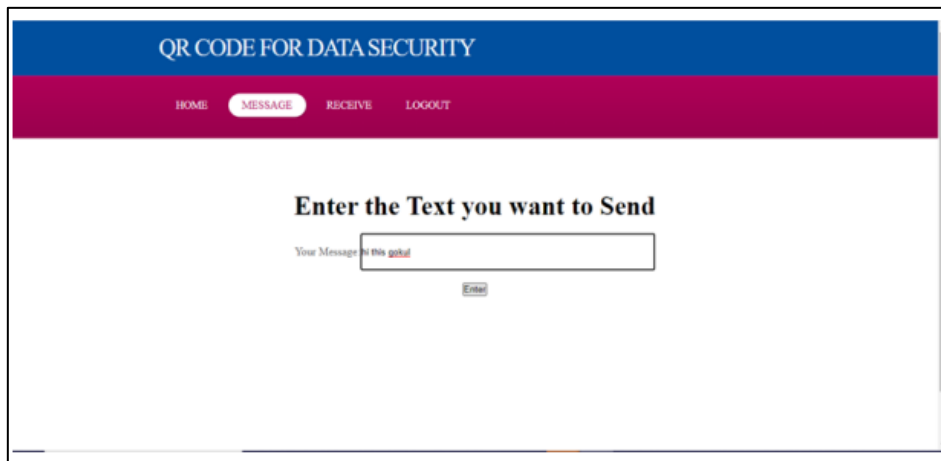 QR CODE FOR DATA SECURITY
HOME MESSAGE RECEIVE LOGOUT
Enter the Text you want to Send
Your Message hi this gokul
Enter